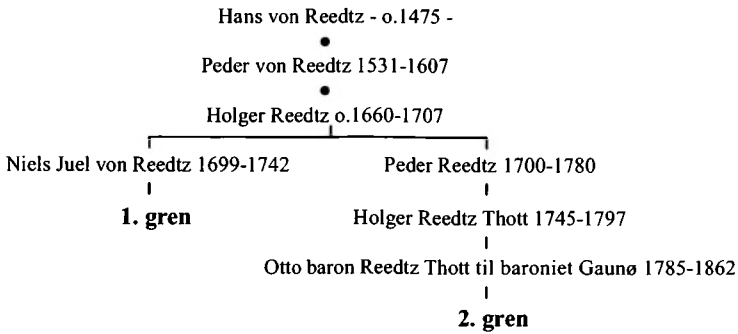 Hans von Reedtz - o.1475 -
Peder von Reedtz 1531-1607
Holger Reedtz o.1660-1707
Niels Juel von Reedtz 1699-1742 Peder Reedtz 1700-1780
1. gren Holger Reedtz Thott 1745-1797
Otto baron Reedtz Thott til baroniet Gaunø 1785-1862
2. gren